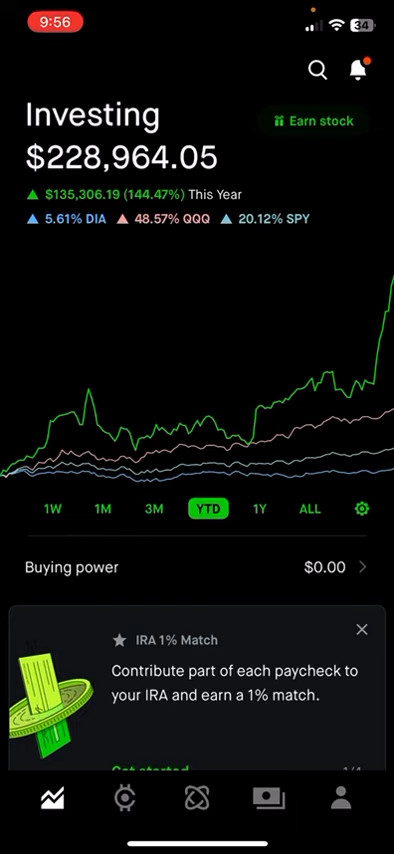 9:56
34
Investing
Earn stock
$228,964.05
▲ $135,306.19 (144.47%) This Year
▲ 5.61% DIA ▲ 48.57% QQQ ▲ 20.12% SPY
1W 1M 3M YTD 1Y ALL
Buying power $0.00
IRA 1% Match
Contribute part of each paycheck to
your IRA and earn a 1% match.
Get started 1/4